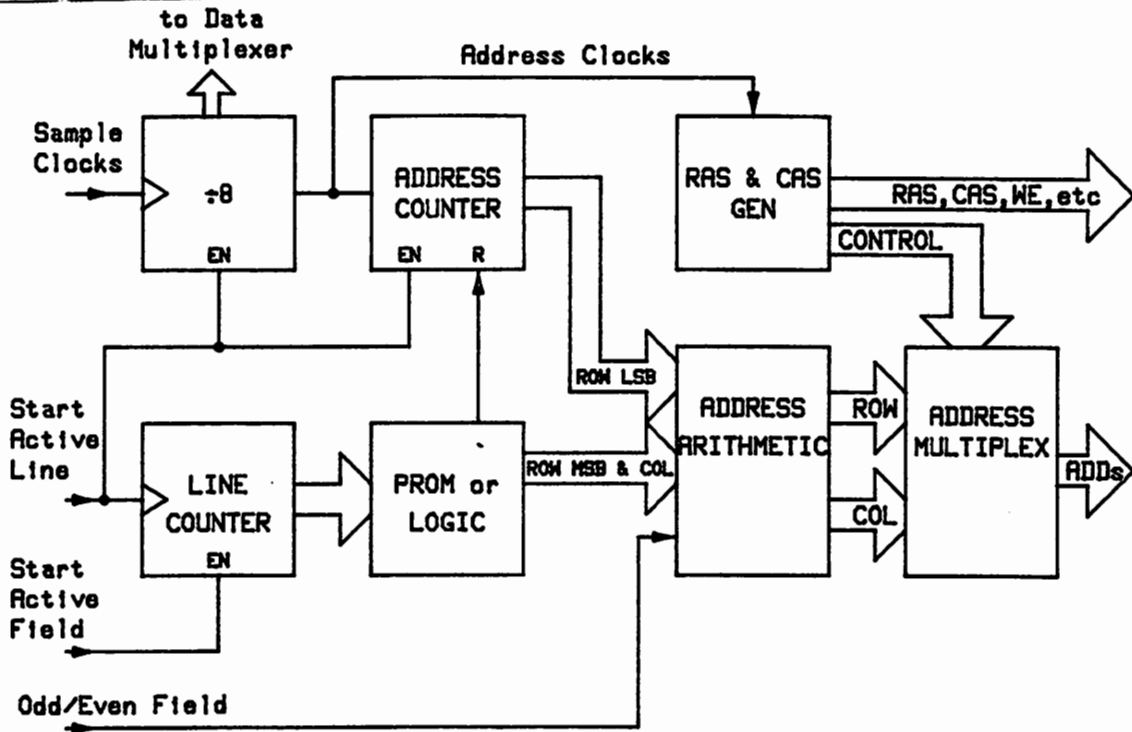 to Data
Multiplexer
Address Clocks
Sample
Clocks
÷8
EN
ADDRESS
COUNTER
EN R
RAS & CAS
GEN
RAS,CAS,WE,etc
CONTROL
ROW LSB
Start
Active
Line
LINE
COUNTER
EN
PROM or
LOGIC
ROW MSB & COL
ADDRESS
ARITHMETIC
ROW
COL
ADDRESS
MULTIPLEX
ADDs
Start
Active
Field
Odd/Even Field